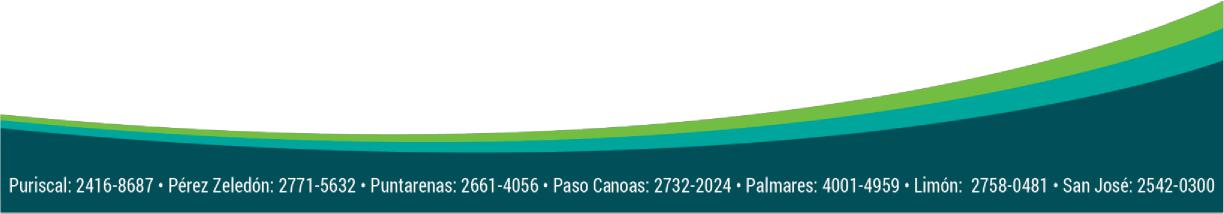 Puriscal: 2416-8687 • Pérez Zeledón: 2771-5632 • Puntarenas: 2661-4056 • Paso Canoas: 2732-2024 • Palmares: 4001-4959 • Limón:  2758-0481 • San José: 2542-0300